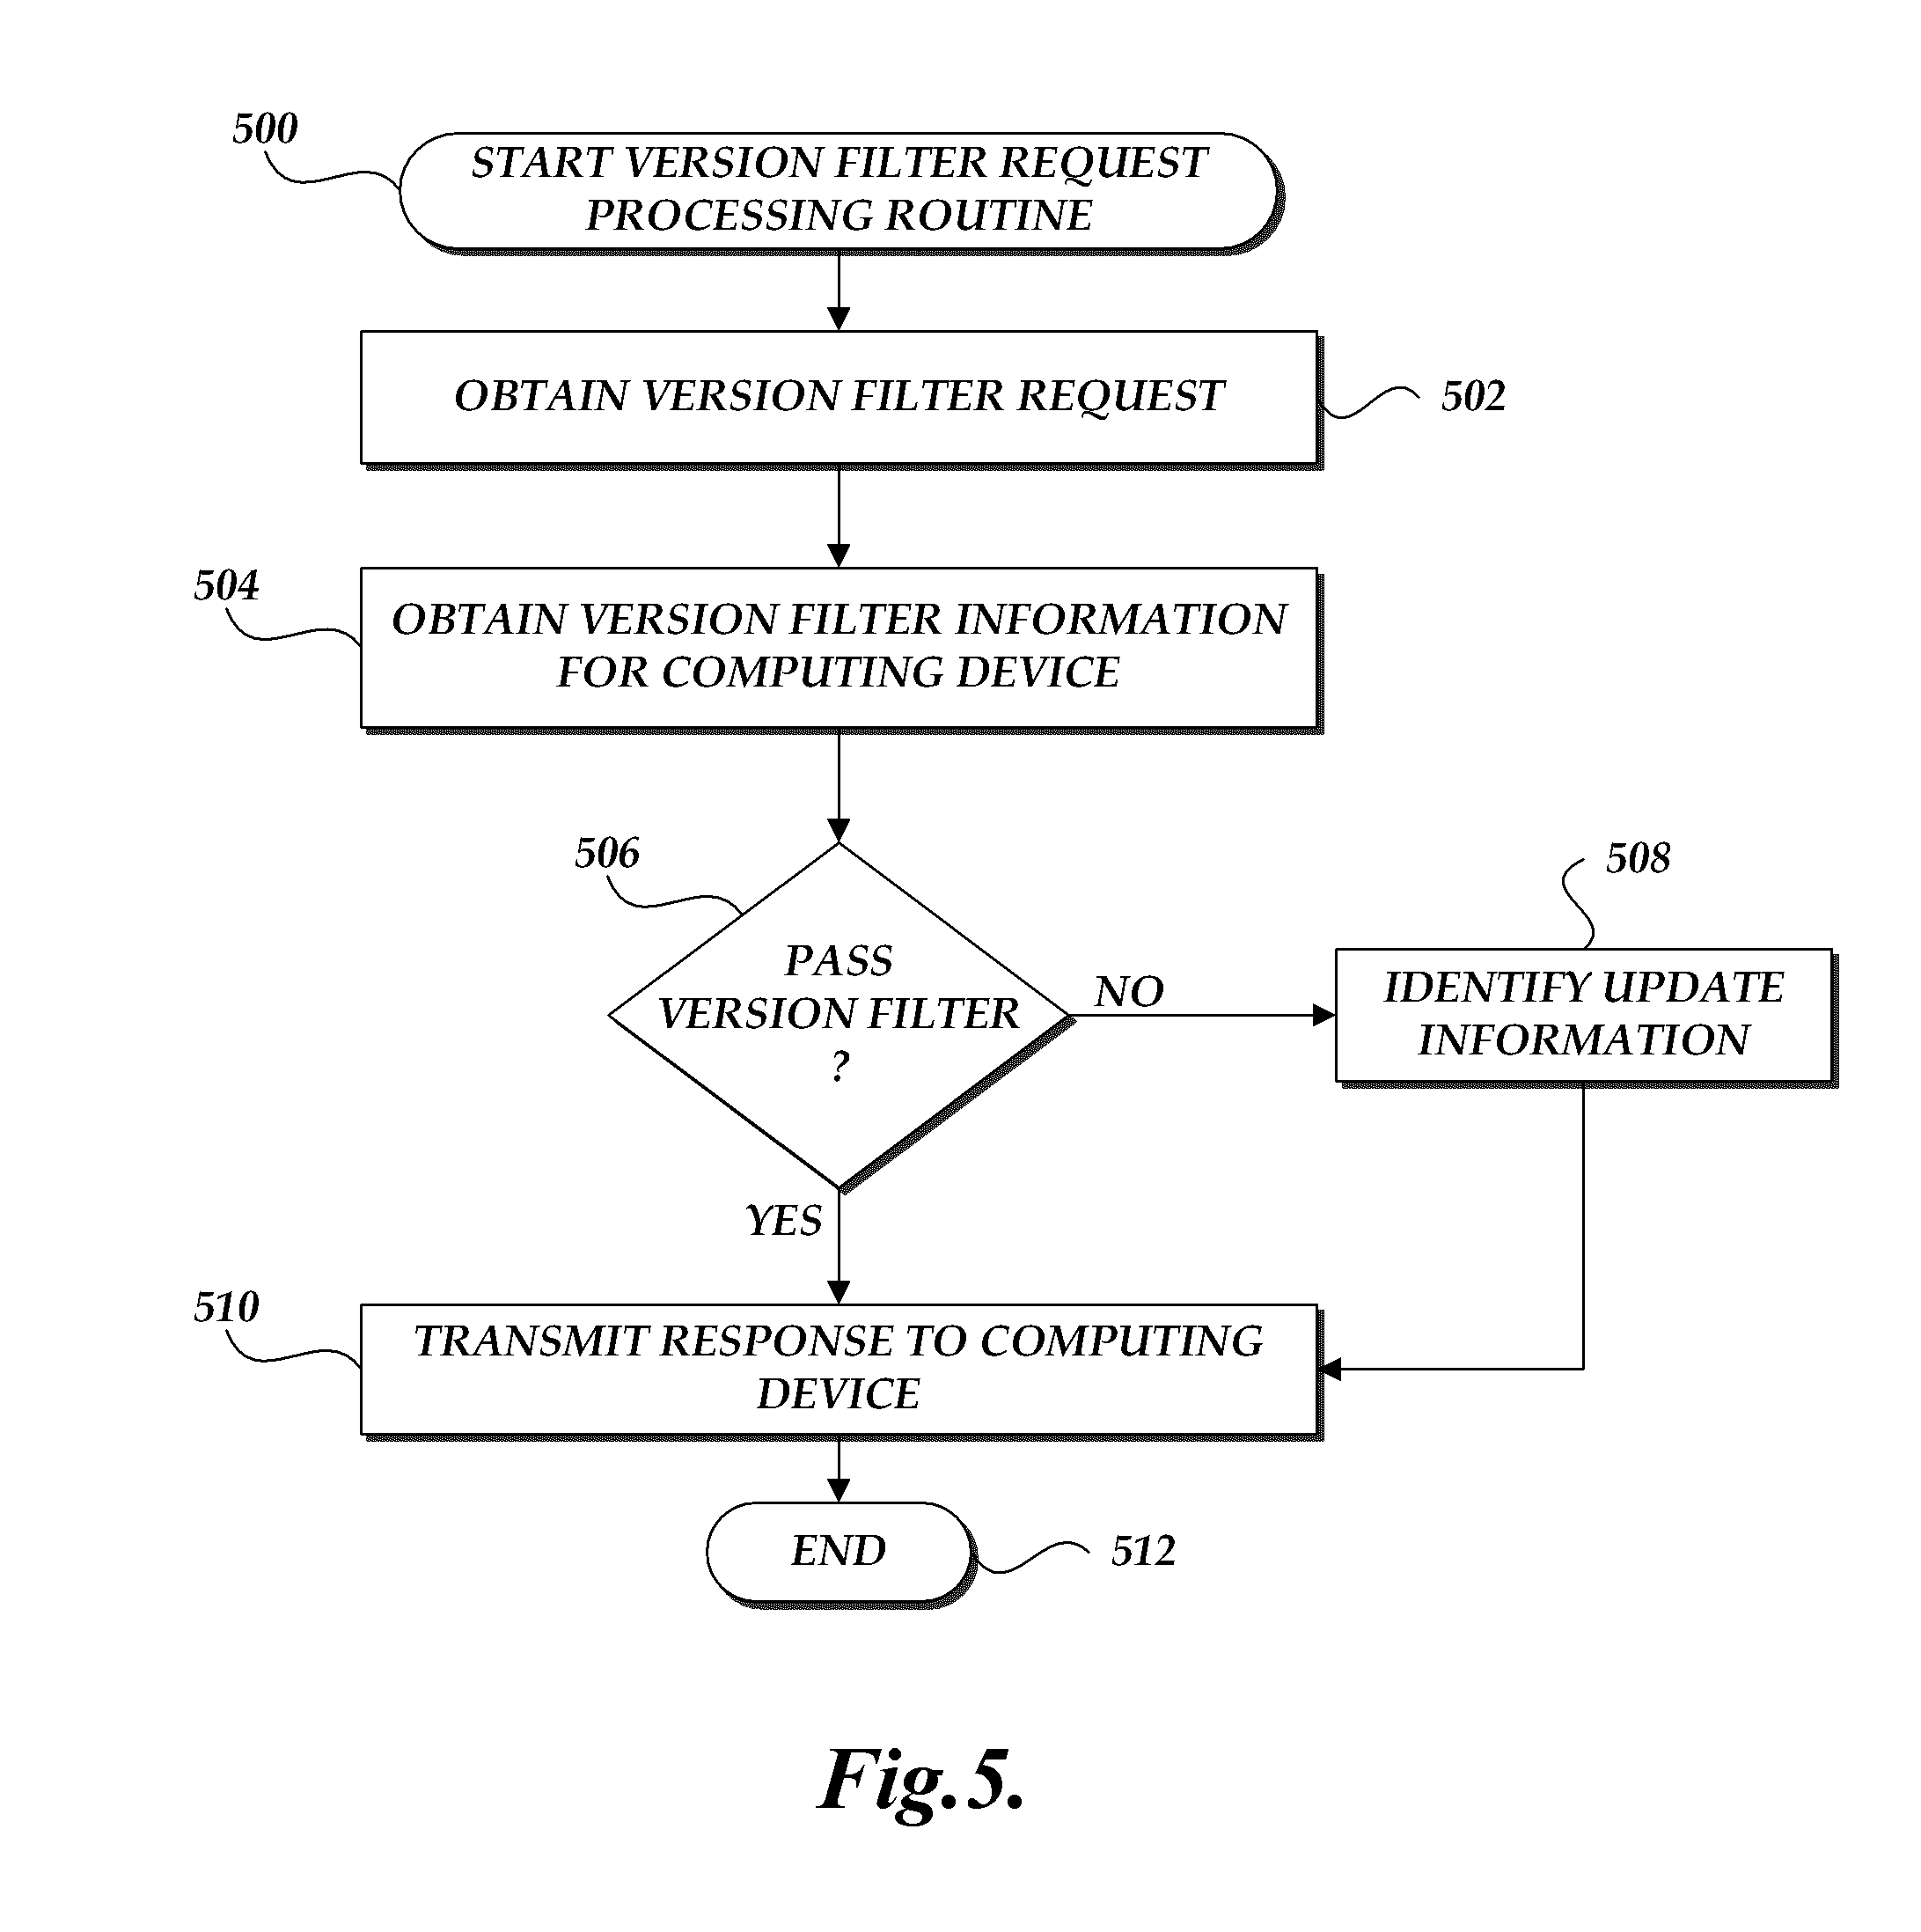 500
START VERSION FILTER REQUEST
PROCESSING ROUTINE
OBTAIN VERSION FILTER REQUEST
502
504
OBTAIN VERSION FILTER INFORMATION
FOR COMPUTING DEVICE
506
508
PASS
VERSION FILTER
?
NO
IDENTIFY UPDATE
INFORMATION
YES
510
TRANSMIT RESPONSE TO COMPUTING
DEVICE
END
512
Fig.5.